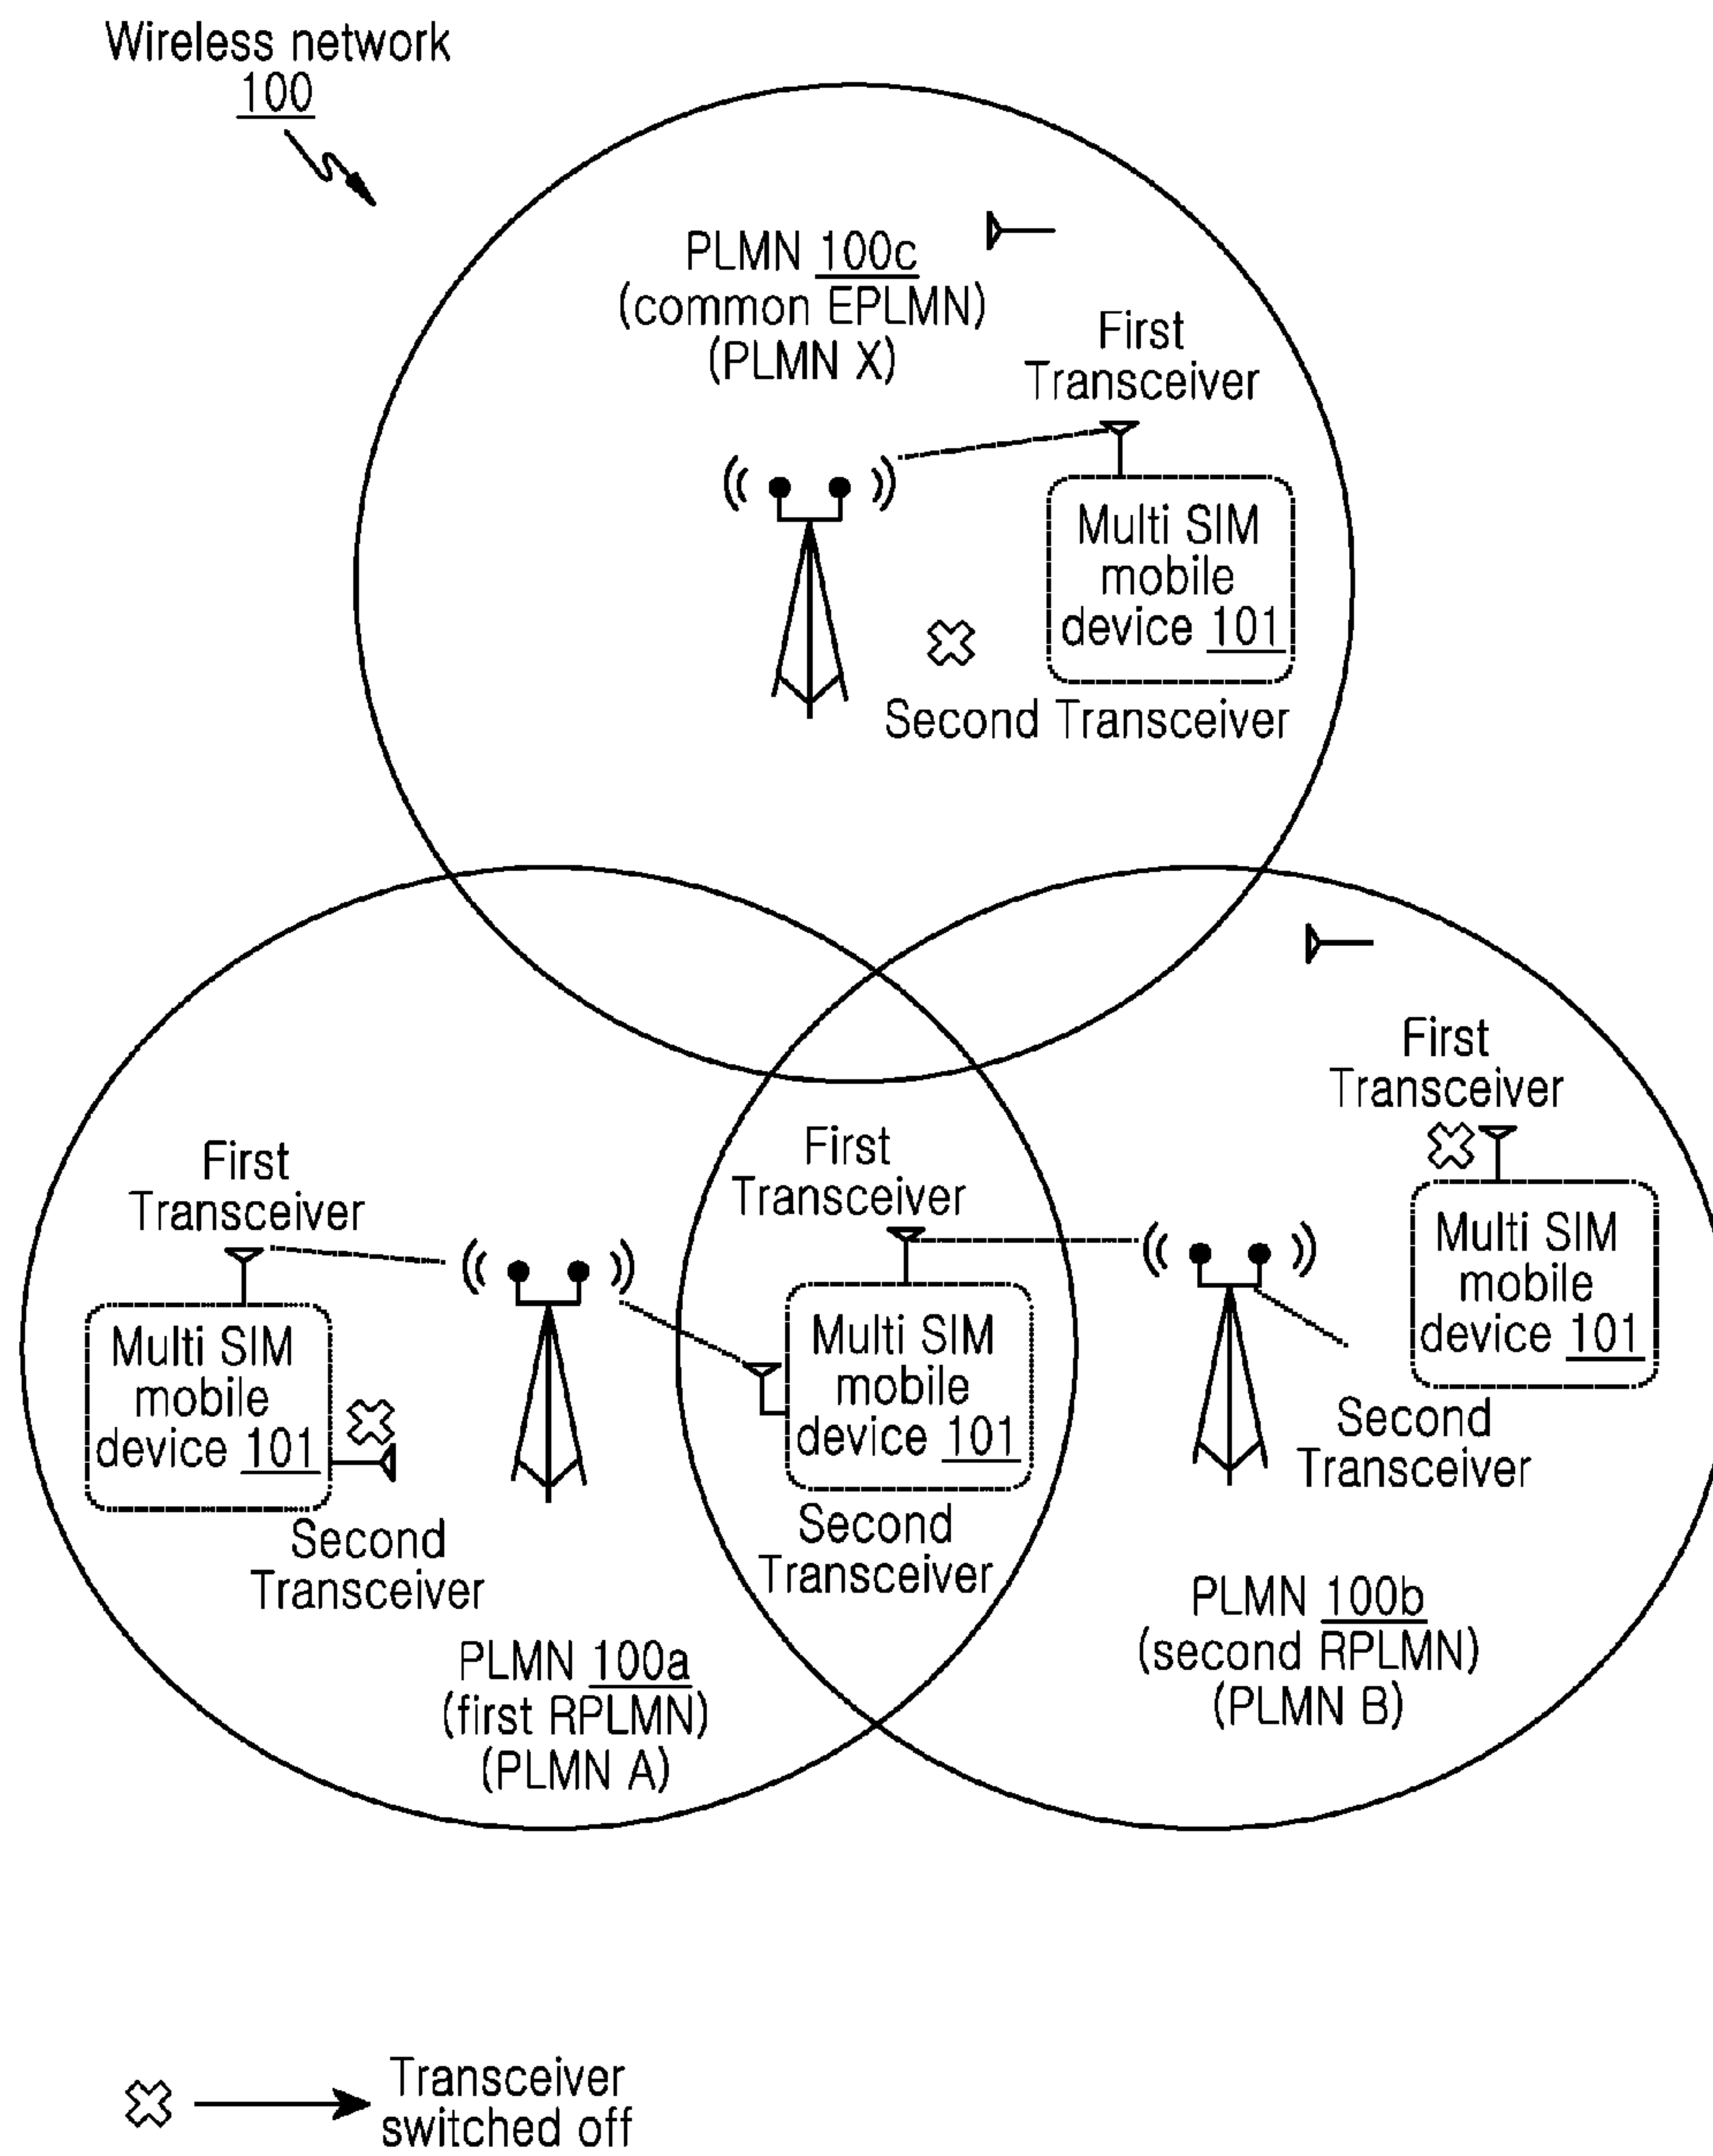 Wireless network
100
PLMN 100c
(common EPLMN)
(PLMN X)
First
Transceiver
Multi SIM
mobile
device 101
Second Transceiver
First
Transceiver
Multi SIM
mobile
device 101
Second
Transceiver
First
Transceiver
Multi SIM
mobile
device 101
Second
Transceiver
First
Transceiver
Multi SIM
mobile
device 101
Second
Transceiver
PLMN 100a
(first RPLMN)
(PLMN A)
PLMN 100b
(second RPLMN)
(PLMN B)
Transceiver
switched off